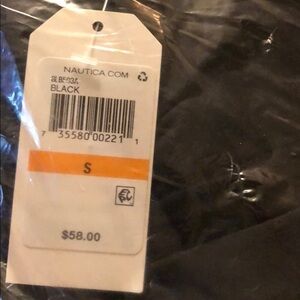 NAUTICA.COM
BLACK
7 35580 00221 1
S
$58.00